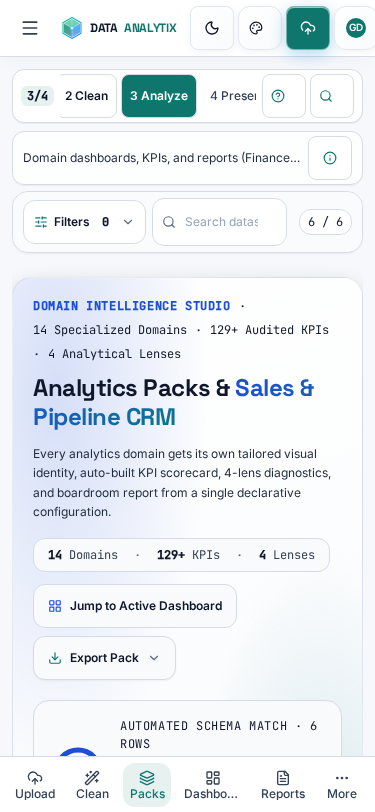 DATA ANALYTIX
GD
3/4 2 Clean 3 Analyze 4 Presen
Domain dashboards, KPIs, and reports (Finance...
Filters 0 Search datas 6 / 6
DOMAIN INTELLIGENCE STUDIO ·
14 Specialized Domains · 129+ Audited KPIs
· 4 Analytical Lenses
Analytics Packs & Sales &
Pipeline CRM
Every analytics domain gets its own tailored visual
identity, auto-built KPI scorecard, 4-lens diagnostics,
and boardroom report from a single declarative
configuration.
14 Domains · 129+ KPIs · 4 Lenses
Jump to Active Dashboard
Export Pack
AUTOMATED SCHEMA MATCH · 6
ROWS
Upload Clean Packs Dashbo... Reports More